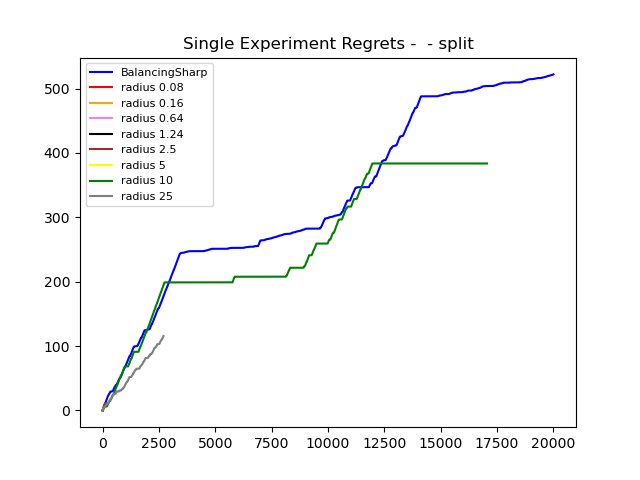 Single Experiment Regrets -  - split
BalancingSharp
radius 0.08
radius 0.16
radius 0.64
radius 1.24
radius 2.5
radius 5
radius 10
radius 25
500
400
300
200
100
0
0 2500 5000 7500 10000 12500 15000 17500 20000